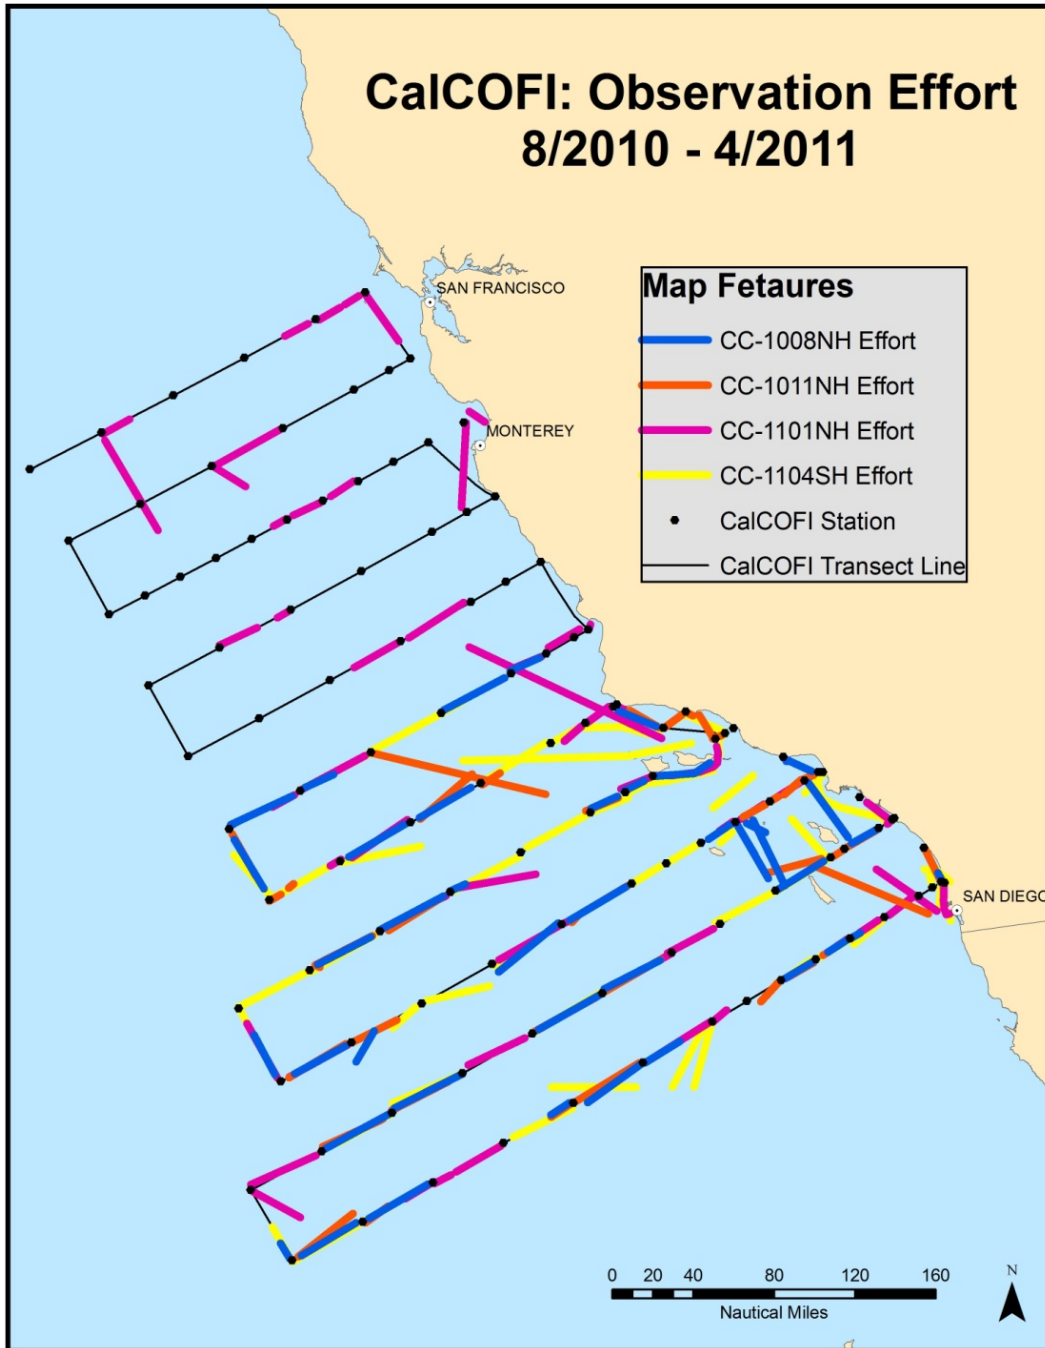 CalCOFI: Observation Effort
8/2010 - 4/2011
SAN FRANCISCO
Map Fetaures
CC-1008NH Effort
CC-1011NH Effort
CC-1101NH Effort
CC-1104SH Effort
CalCOFI Station
CalCOFI Transect Line
MONTEREY
SAN DIEGO
N
0 20 40 80 120 160
Nautical Miles